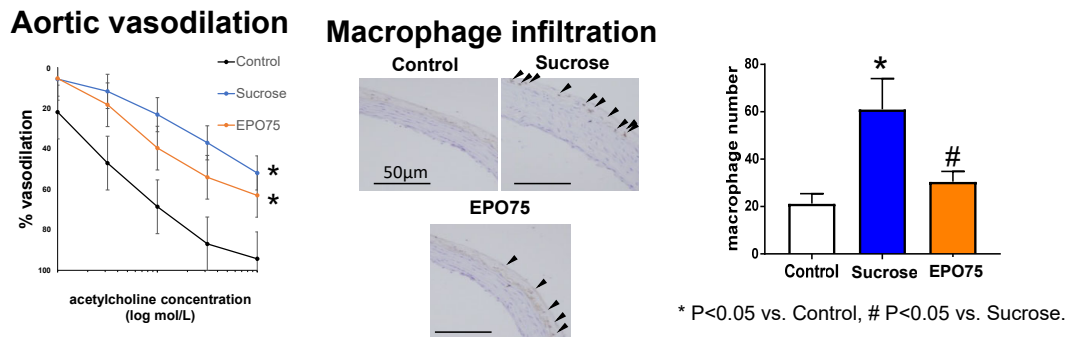 Aortic vasodilation
Control
Sucrose
EPO75
0
20
40
60
80
100
% vasodilation
*
*
acetylcholine concentration
(log mol/L)
Macrophage infiltration
Control
Sucrose
50μm
EPO75
80
60
40
20
0
macrophage number
*
#
Control
Sucrose
EPO75
* P<0.05 vs. Control, # P<0.05 vs. Sucrose.